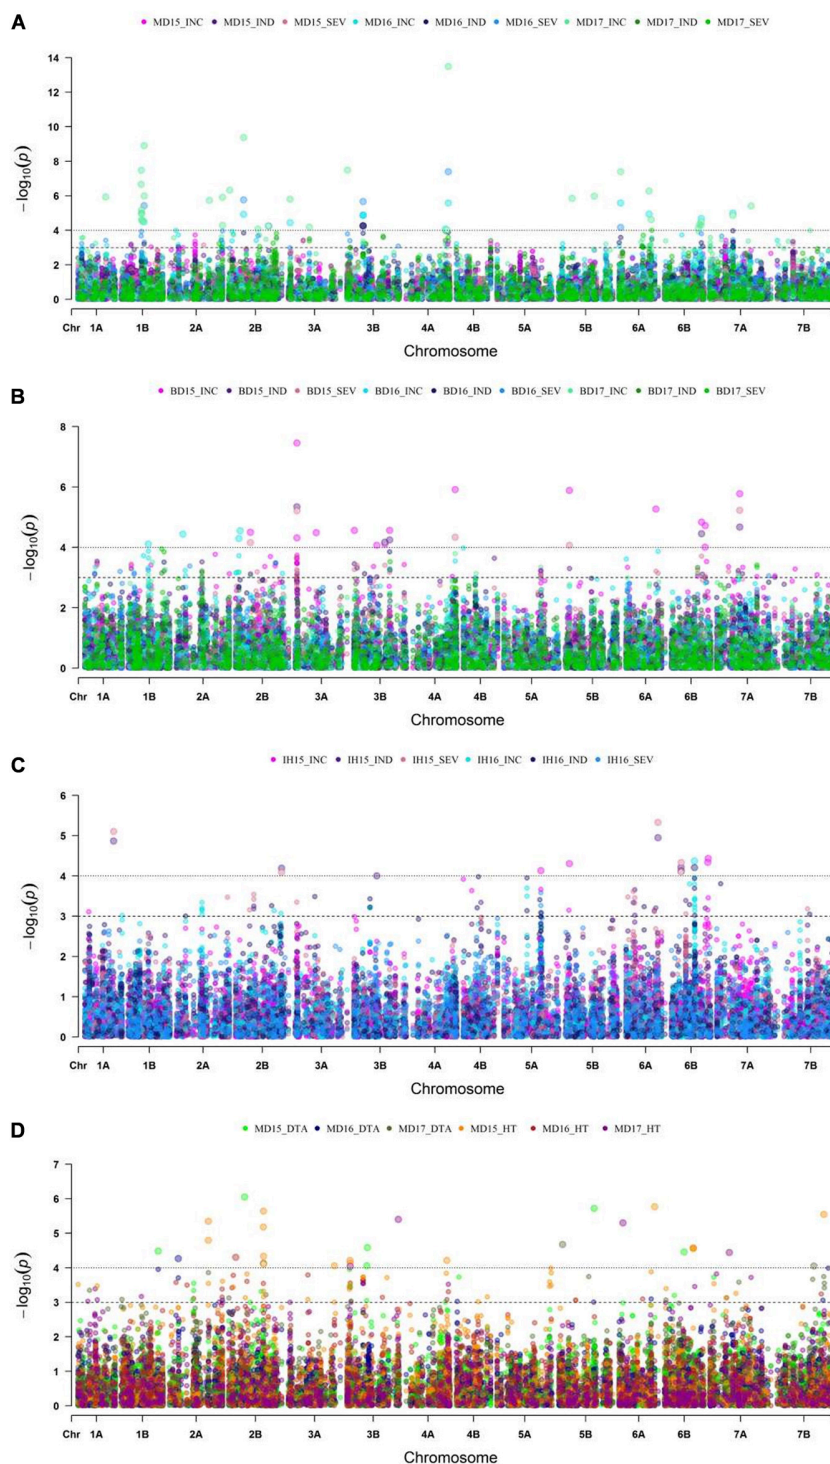 A
MD15_INC MD15_IND MD15_SEV MD16_INC MD16_IND MD16_SEV MD17_INC MD17_IND MD17_SEV
14
12
10
8
6
4
2
0
−log10(p)
Chr 1A 1B 2A 2B 3A 3B 4A 4B 5A 5B 6A 6B 7A 7B
Chromosome
B
BD15_INC BD15_IND BD15_SEV BD16_INC BD16_IND BD16_SEV BD17_INC BD17_IND BD17_SEV
8
6
4
2
0
−log10(p)
Chr 1A 1B 2A 2B 3A 3B 4A 4B 5A 5B 6A 6B 7A 7B
Chromosome
C
IH15_INC IH15_IND IH15_SEV IH16_INC IH16_IND IH16_SEV
6
5
4
3
2
1
0
−log10(p)
Chr 1A 1B 2A 2B 3A 3B 4A 4B 5A 5B 6A 6B 7A 7B
Chromosome
D
MD15_DTA MD16_DTA MD17_DTA MD15_HT MD16_HT MD17_HT
7
6
5
4
3
2
1
0
−log10(p)
Chr 1A 1B 2A 2B 3A 3B 4A 4B 5A 5B 6A 6B 7A 7B
Chromosome